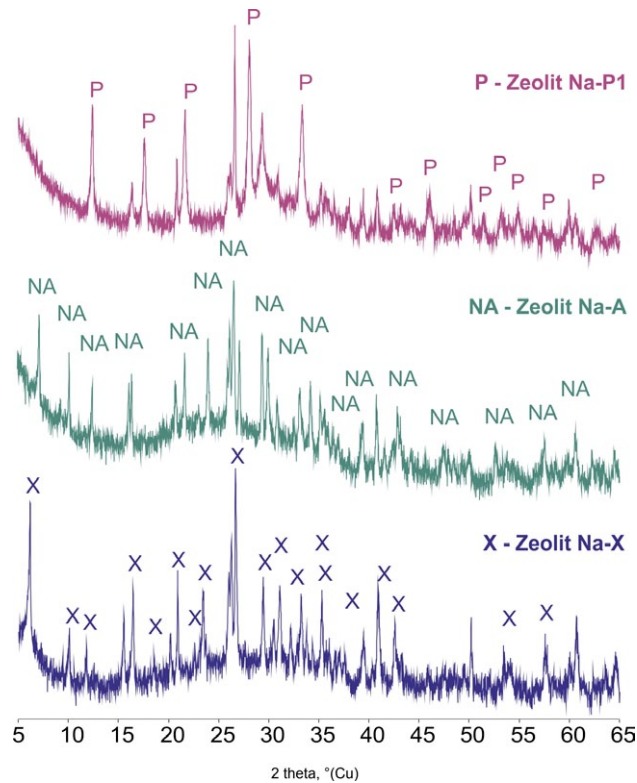 P
P - Zeolit Na-P1
P P P P
P P P P P P P
NA
NA - Zeolit Na-A
NA NA NA NA NA NA NA NA
NA NA NA NA NA NA NA
X
X - Zeolit Na-X
X X X X X X X X X X
X X X X X X X X X X
5 10 15 20 25 30 35 40 45 50 55 60 65
2 theta, °(Cu)